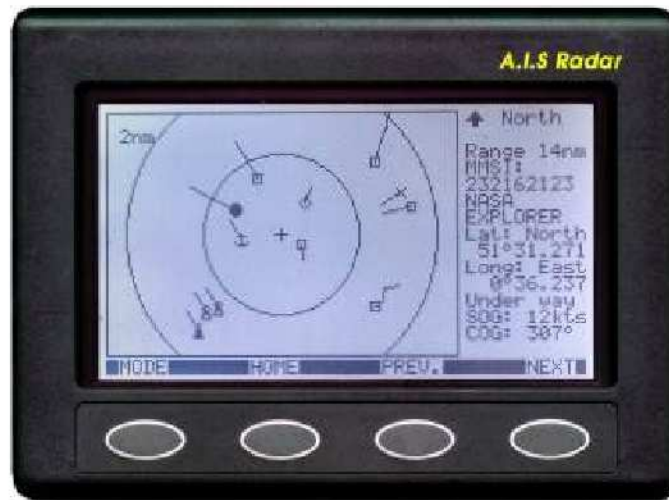 A.I.S Radar
2nm
North
Range 14nm
MMSI:
232162123
NASA
EXPLORER
Lat: North
51°31.271
Long: East
0°36.237
Under way
SOG: 12kts
COG: 307°
MODE HOME PREV. NEXT